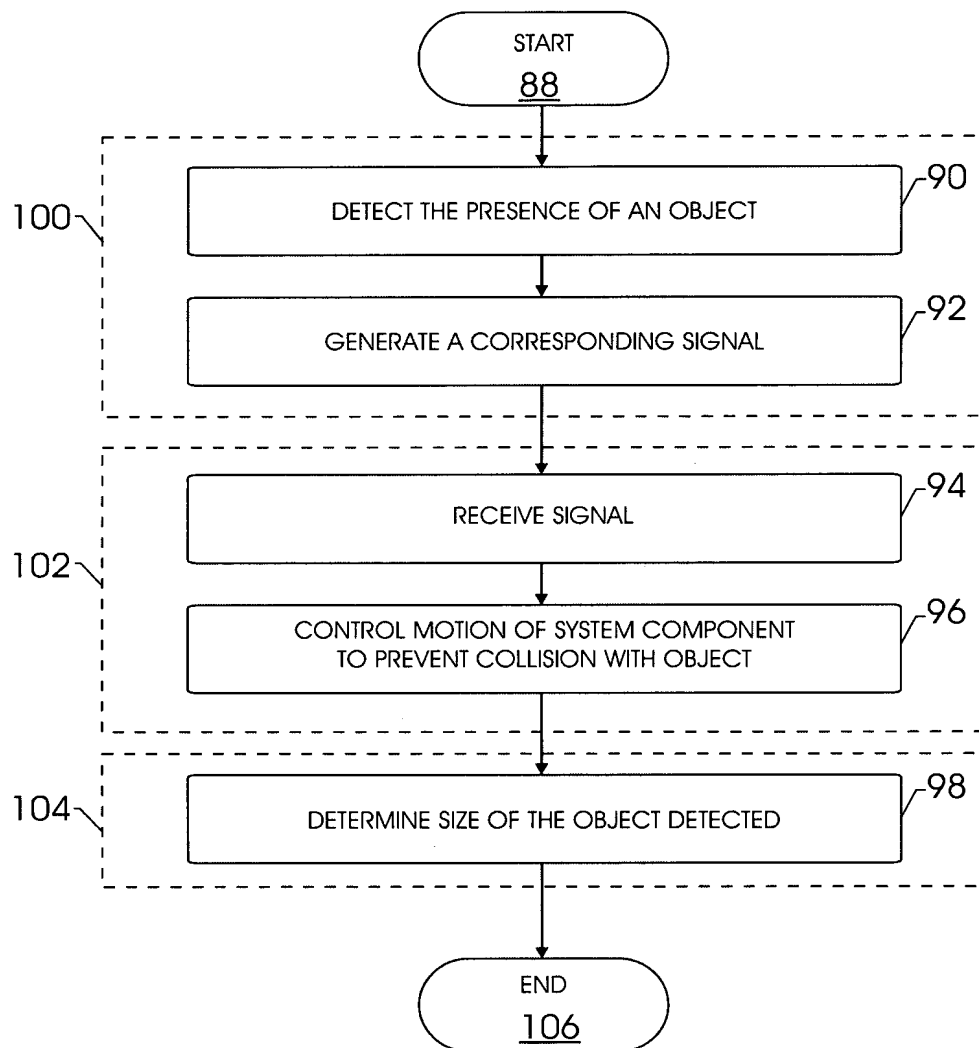 START
88
90
DETECT THE PRESENCE OF AN OBJECT
100
92
GENERATE A CORRESPONDING SIGNAL
94
RECEIVE SIGNAL
102
96
CONTROL MOTION OF SYSTEM COMPONENT
TO PREVENT COLLISION WITH OBJECT
98
104
DETERMINE SIZE OF THE OBJECT DETECTED
END
106